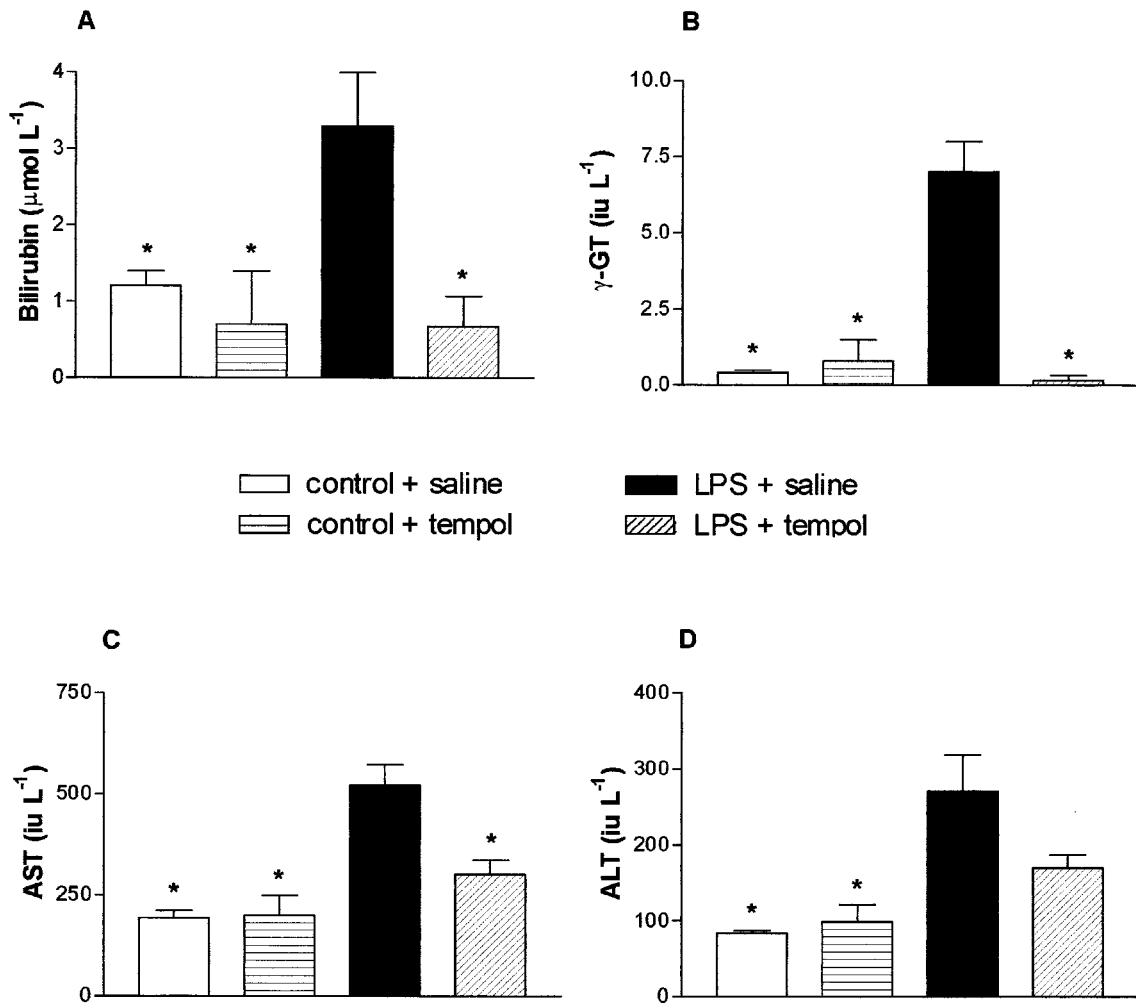 A
Bilirubin (μmol L⁻¹)
4
3
2
1
0
*
*
*
B
γ-GT (iu L⁻¹)
10.0
7.5
5.0
2.5
0.0
*
*
*
control + saline
LPS + saline
control + tempol
LPS + tempol
C
AST (iu L⁻¹)
750
500
250
0
*
*
*
D
ALT (iu L⁻¹)
400
300
200
100
0
*
*